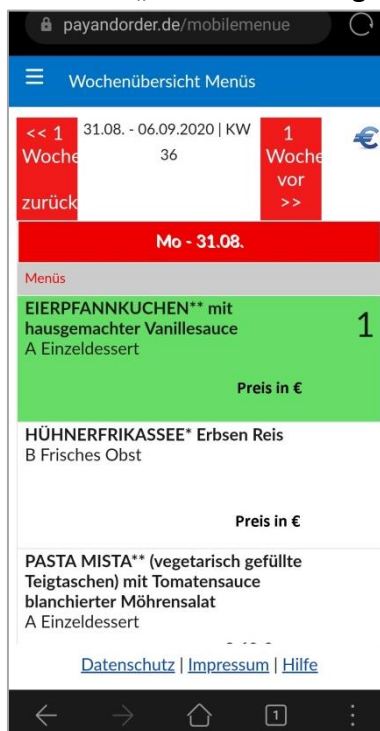 payandorder.de/mobilemenue
Wochenübersicht Menüs
<< 1 Woche zurück
31.08. - 06.09.2020 | KW 36
1 Woche vor >>
Mo - 31.08.
Menüs
EIERPFANNKUCHEN** mit
hausgemachter Vanillesauce
A Einzeldessert
1
Preis in €
HÜHNERFRIKASSEE* Erbsen Reis
B Frisches Obst
Preis in €
PASTA MISTA** (vegetarisch gefüllte
Teigtaschen) mit Tomatensauce
blanchierter Möhrensalat
A Einzeldessert
Datenschutz | Impressum | Hilfe
1